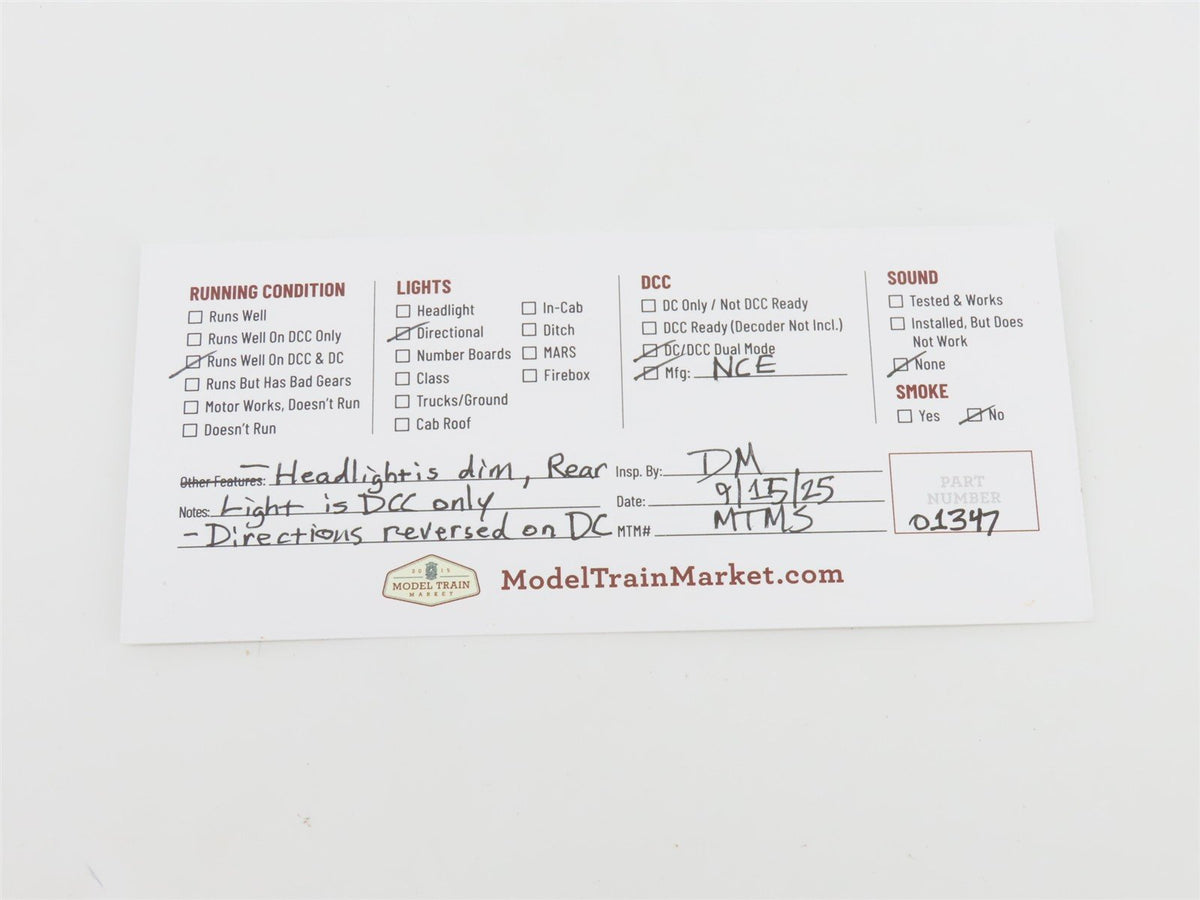 RUNNING CONDITION
☐ Runs Well
☐ Runs Well On DCC Only
☑ Runs Well On DCC & DC
☐ Runs But Has Bad Gears
☐ Motor Works, Doesn't Run
☐ Doesn't Run
LIGHTS
☐ Headlight
☑ Directional
☐ Number Boards
☐ Class
☐ Trucks/Ground
☐ Cab Roof
☐ In-Cab
☐ Ditch
☐ MARS
☐ Firebox
DCC
☐ DC Only / Not DCC Ready
☐ DCC Ready (Decoder Not Incl.)
☑ DC/DCC Dual Mode
☑ Mfg: NCE
SOUND
☐ Tested & Works
☐ Installed, But Does
Not Work
☑ None
SMOKE
☐ Yes ☑ No
Other Features: - Headlight is dim, Rear
Notes: Light is DCC only
- Directions reversed on DC
Insp. By: DM
Date: 9/15/25
MTM# MTMS
PART
NUMBER
01347
2015
MODEL TRAIN
MARKET
ModelTrainMarket.com